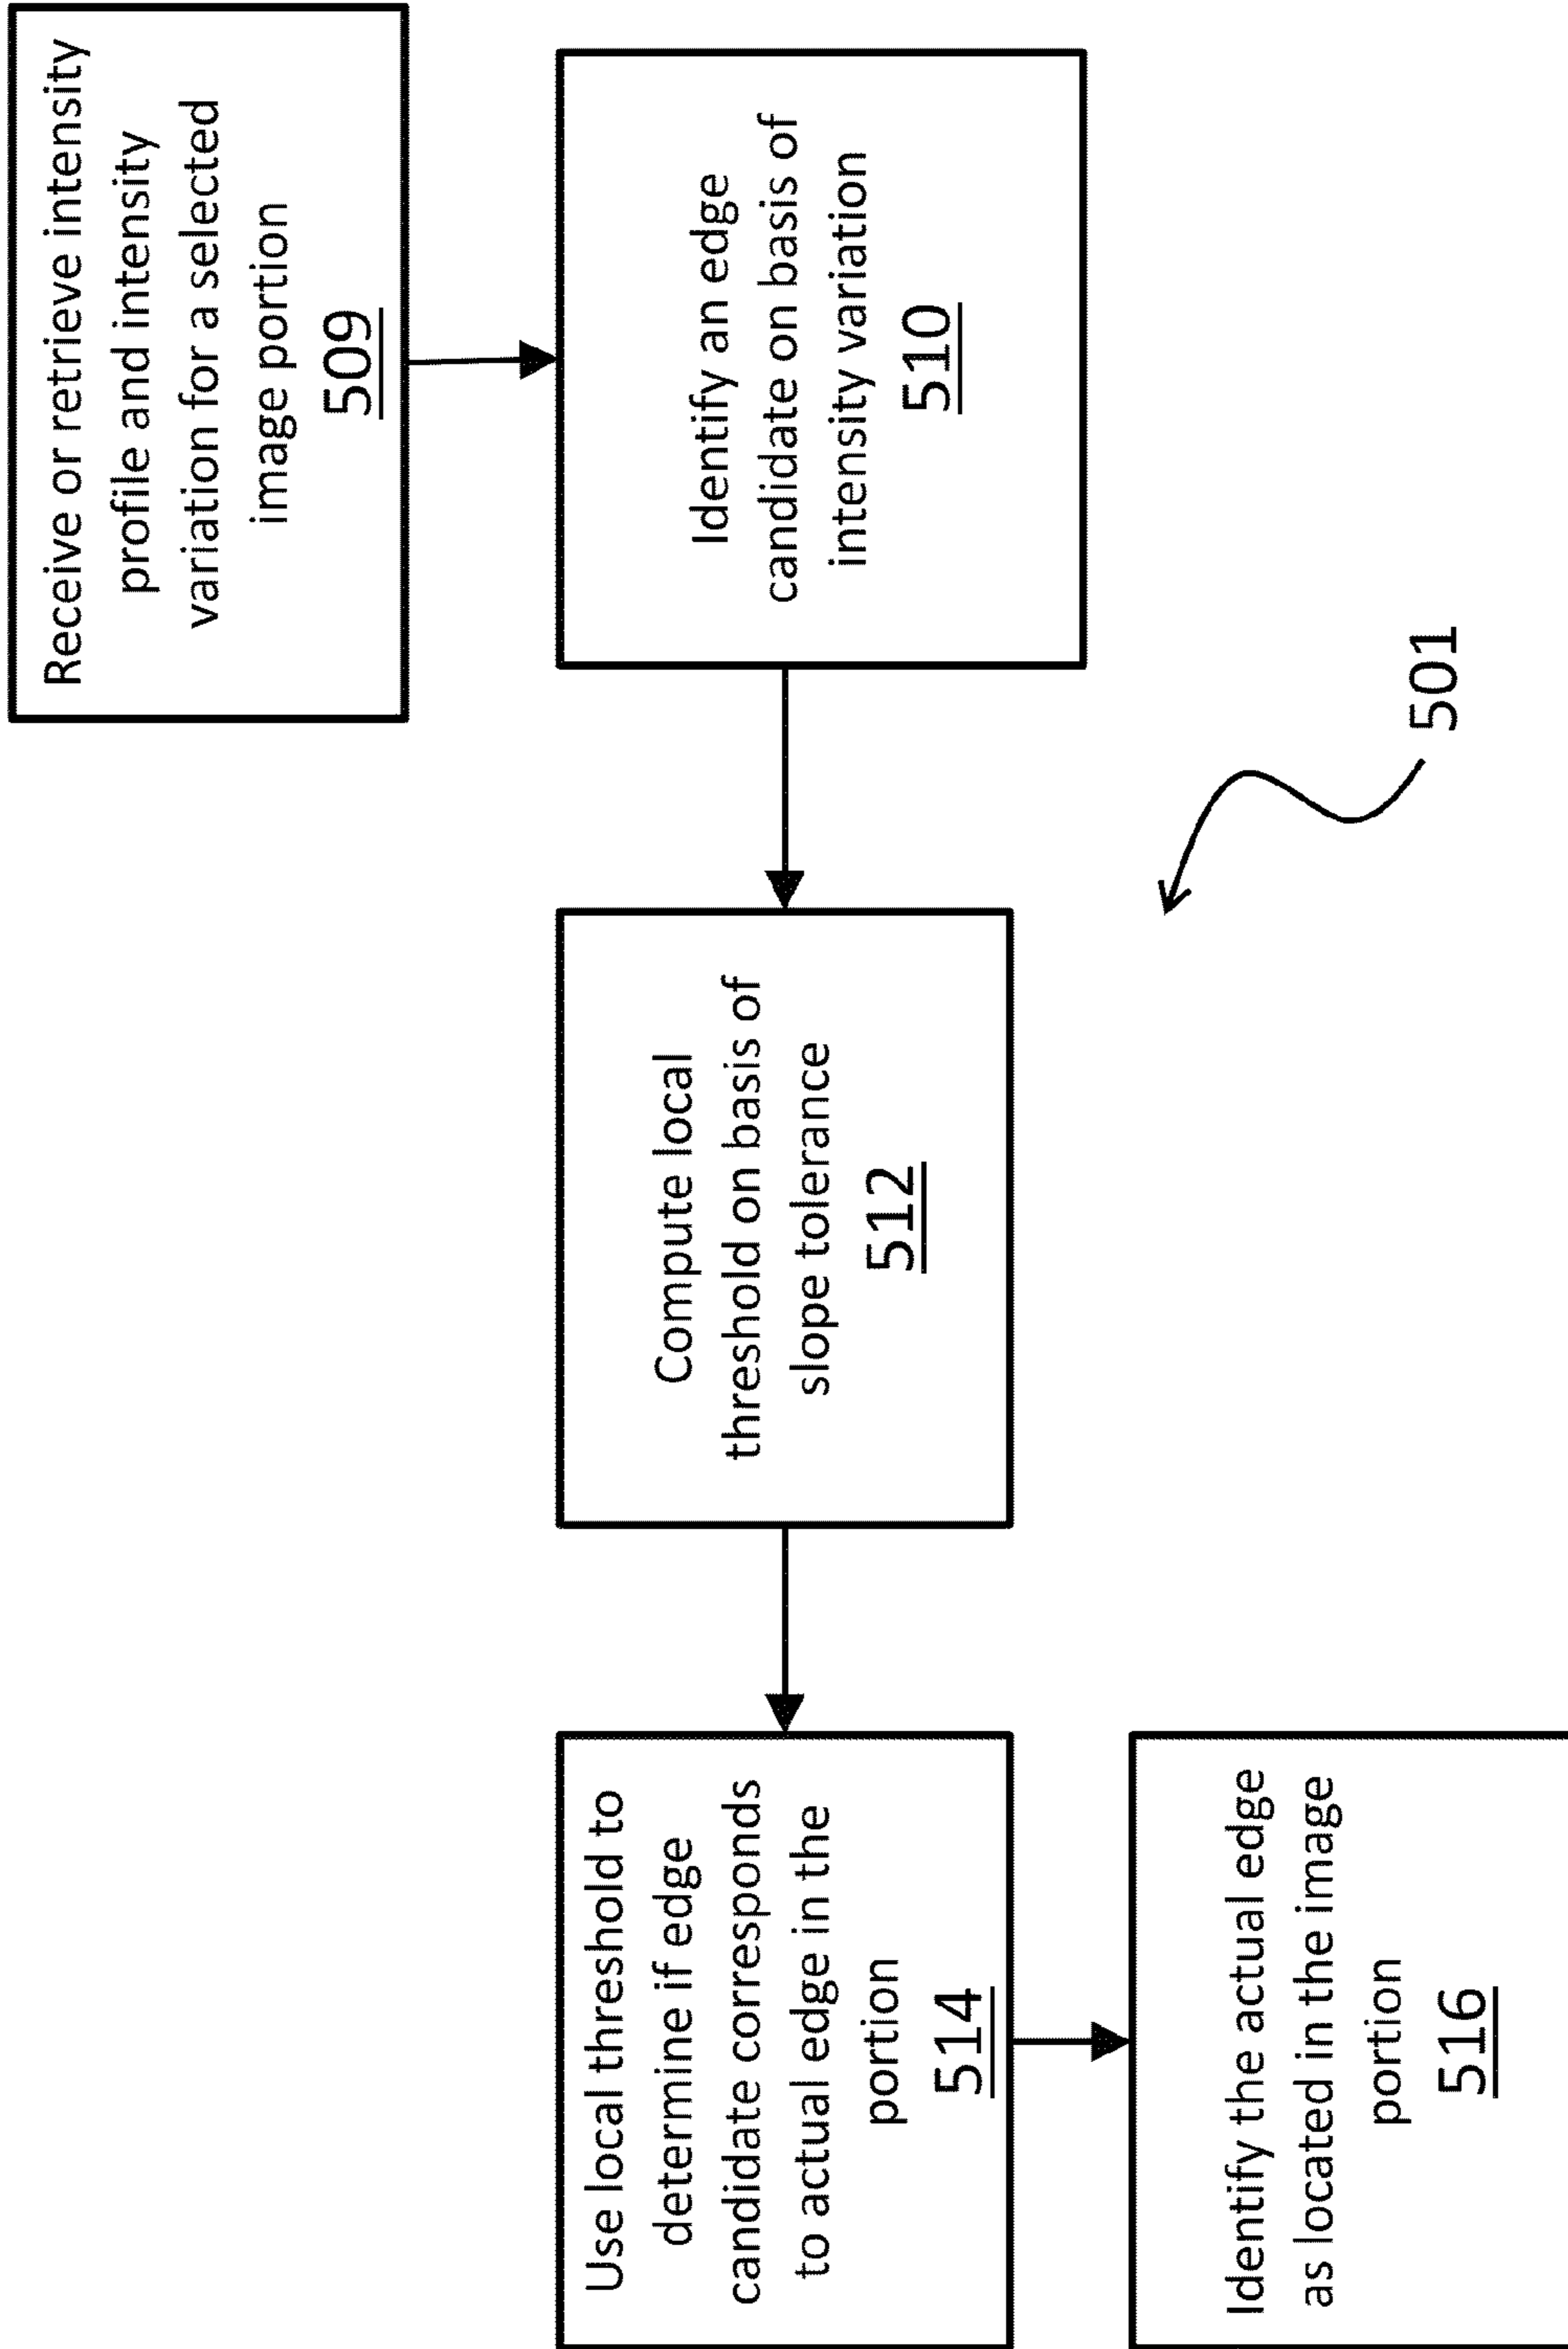 Receive or retrieve intensity
profile and intensity
variation for a selected
image portion
509
Identify an edge
candidate on basis of
intensity variation
510
Compute local
threshold on basis of
slope tolerance
512
Use local threshold to
determine if edge
candidate corresponds
to actual edge in the
portion
514
Identify the actual edge
as located in the image
portion
516
501